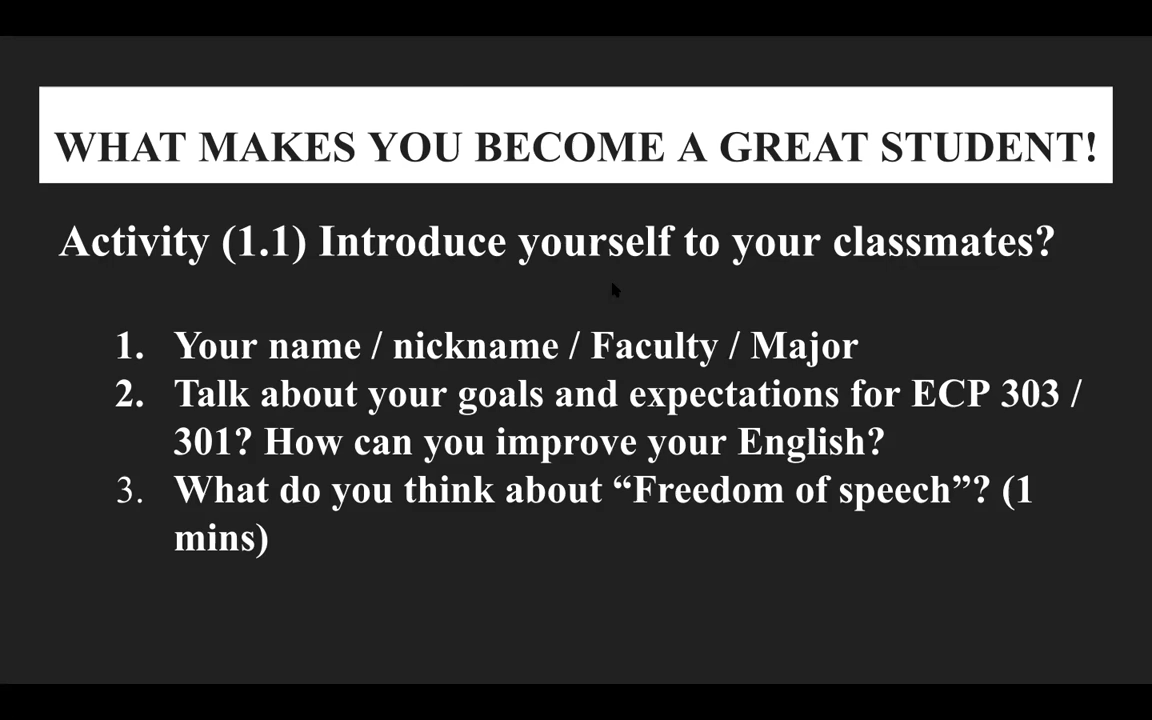 WHAT MAKES YOU BECOME A GREAT STUDENT!
Activity (1.1) Introduce yourself to your classmates?
1. Your name / nickname / Faculty / Major
2. Talk about your goals and expectations for ECP 303 /
301? How can you improve your English?
3. What do you think about “Freedom of speech”? (1
mins)